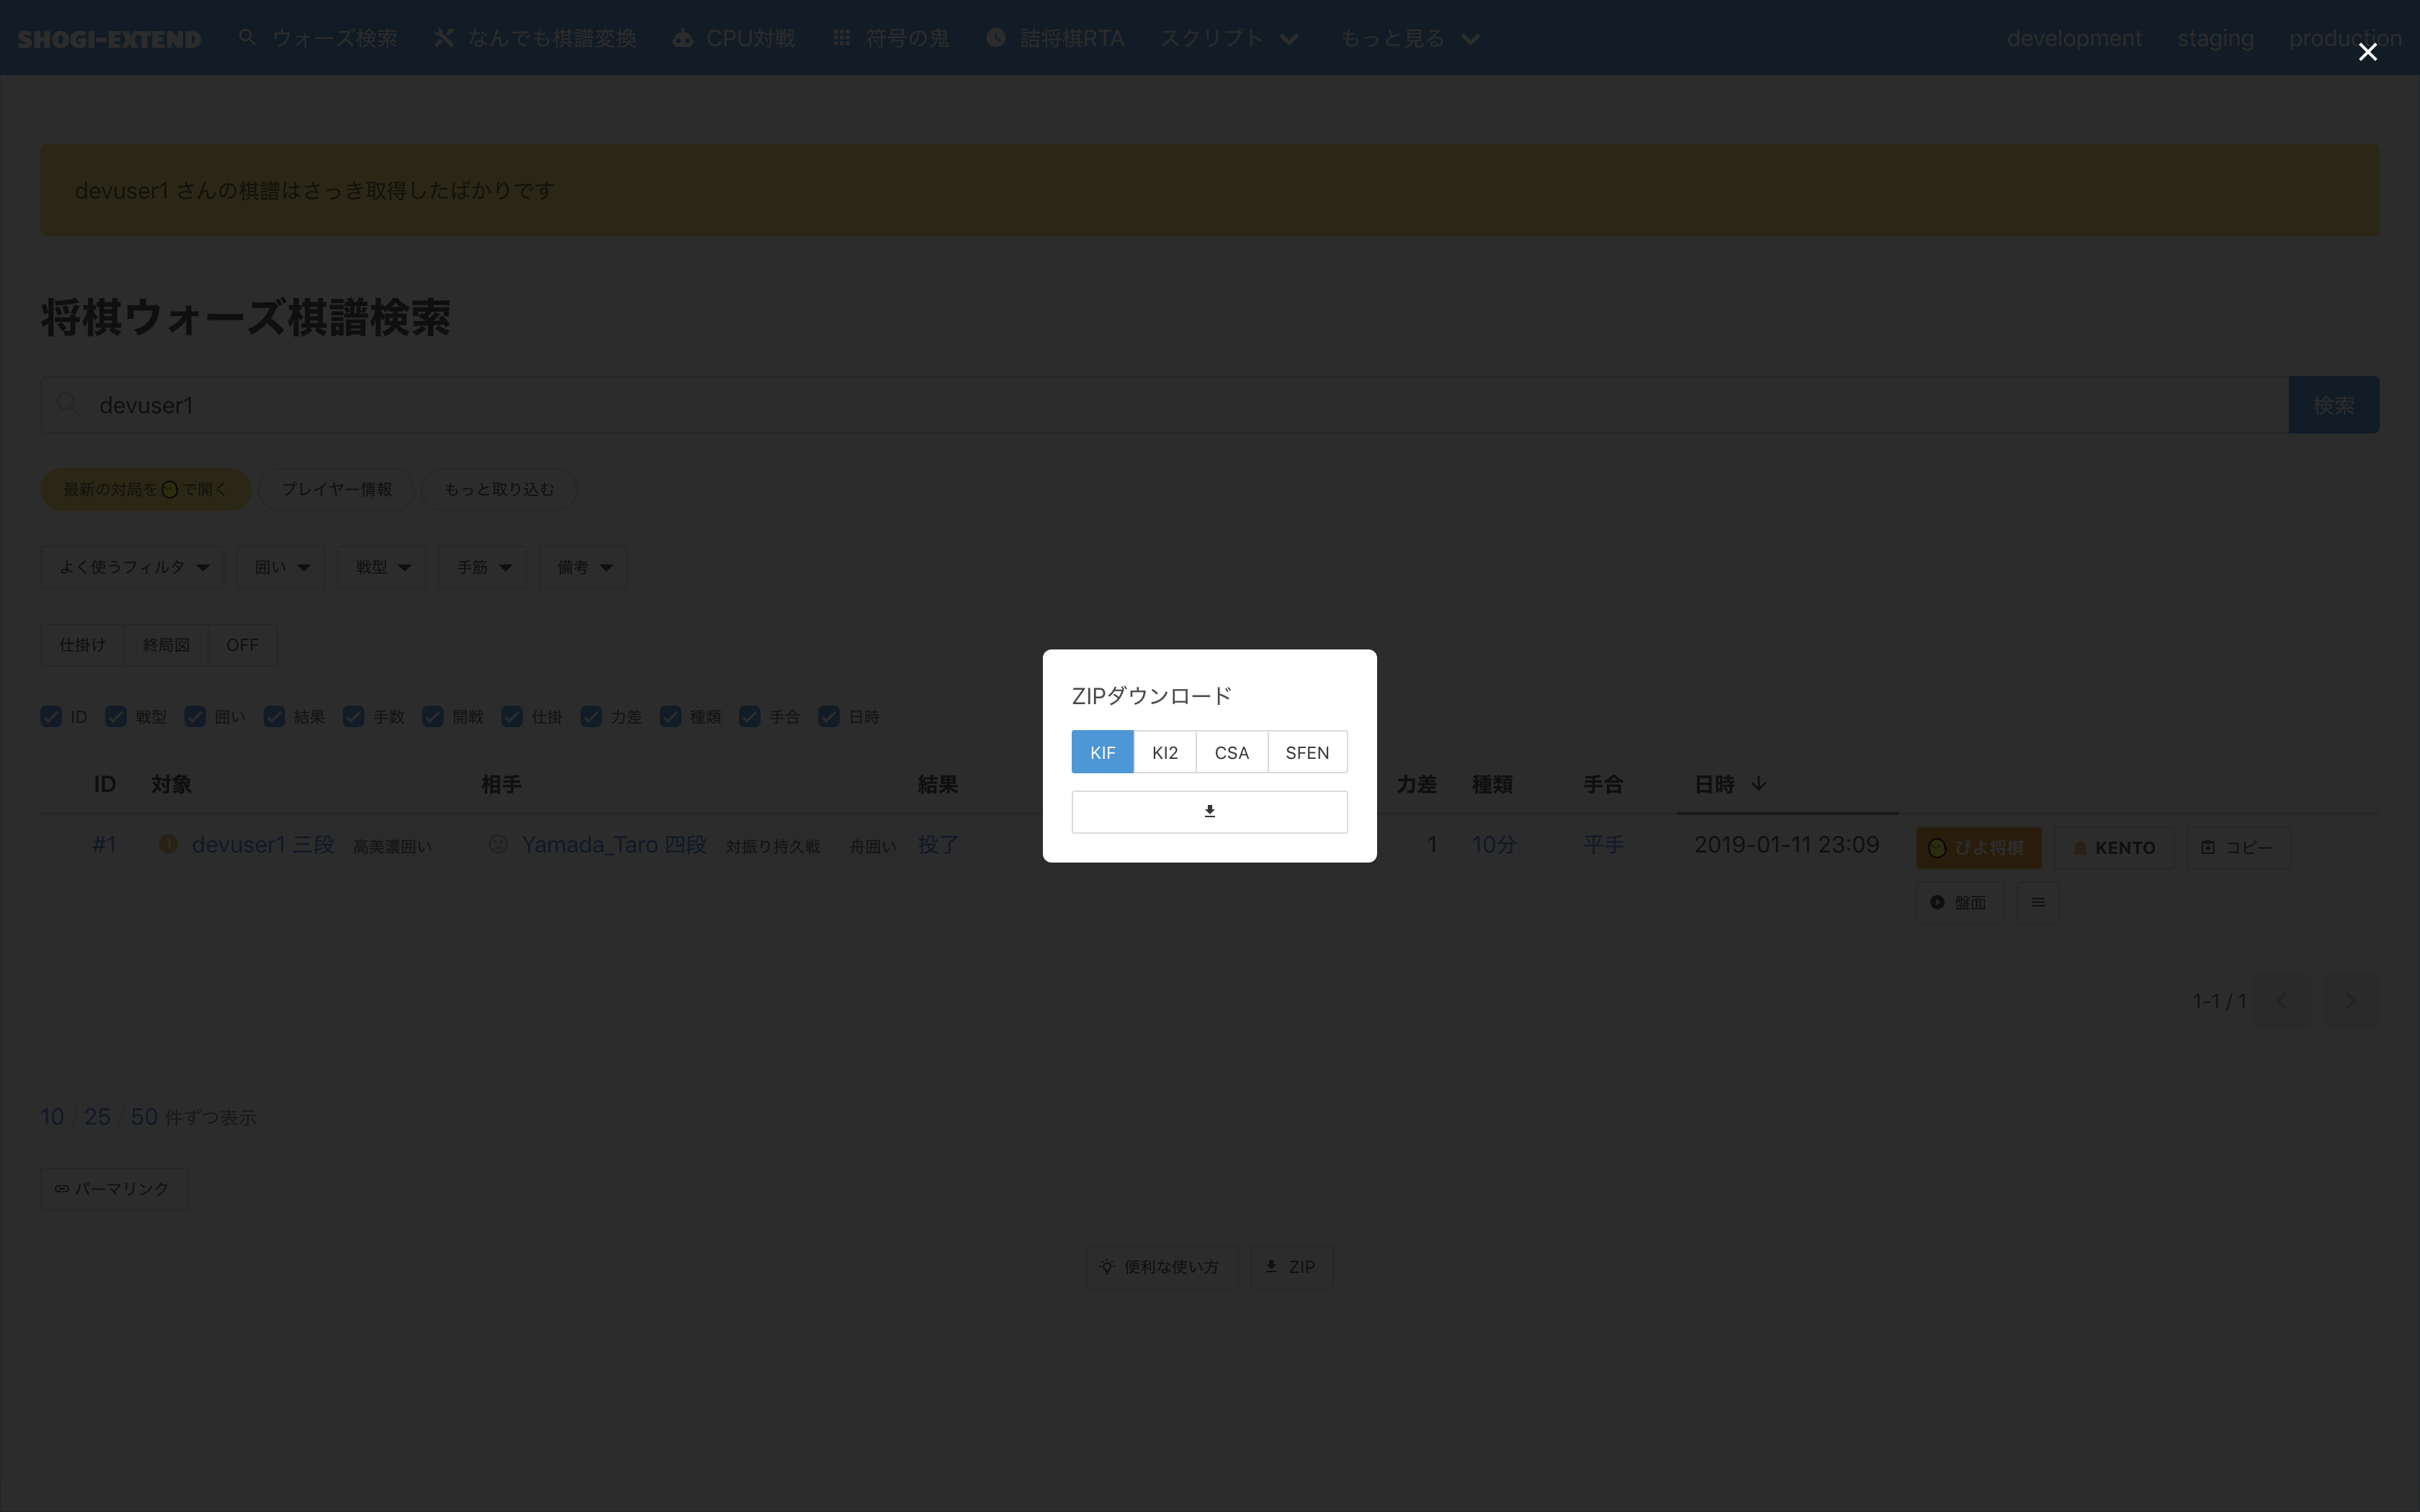 SHOGI-EXTEND ウォーズ検索 なんでも棋譜変換 CPU対戦 符号の鬼 詰将棋RTA スクリプト もっと見る development staging production
devuser1 さんの棋譜はさっき取得したばかりです
将棋ウォーズ棋譜検索
devuser1 検索
最新の対局を で開く プレイヤー情報 もっと取り込む
よく使うフィルタ 囲い 戦型 手筋 備考
仕掛け 終局図 OFF
ID 戦型 囲い 結果 手数 開戦 仕掛 力差 種類 手合 日時
ZIPダウンロード
KIF KI2 CSA SFEN
ID 対象 相手 結果 力差 種類 手合 日時
#1 1 devuser1 三段 高美濃囲い Yamada_Taro 四段 対振り持久戦 舟囲い 投了 1 10分 平手 2019-01-11 23:09 ぴよ将棋 KENTO コピー
盤面
1-1 / 1
10 / 25 / 50 件ずつ表示
パーマリンク
便利な使い方 ZIP